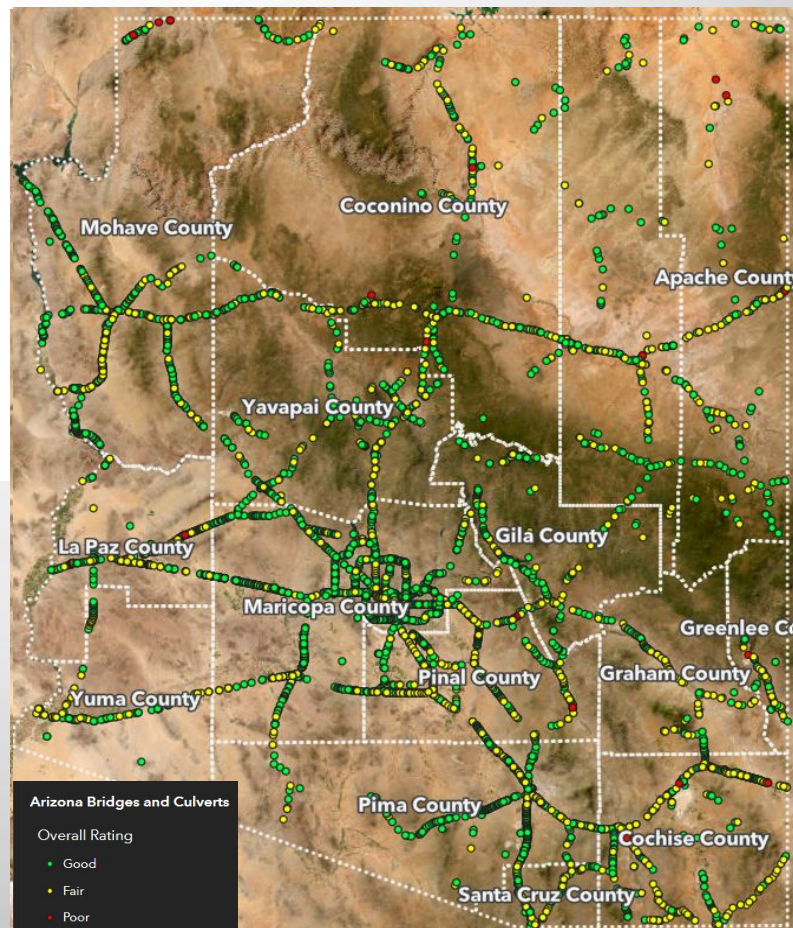 Coconino County
Mohave County
Apache Count
Yavapai County
Gila County
La Paz County
Maricopa County
Greenlee Co
Graham County
Pinal County
Yuma County
Pima County
Cochise County
Santa Cruz County
Arizona Bridges and Culverts
Overall Rating
Good
Fair
Poor